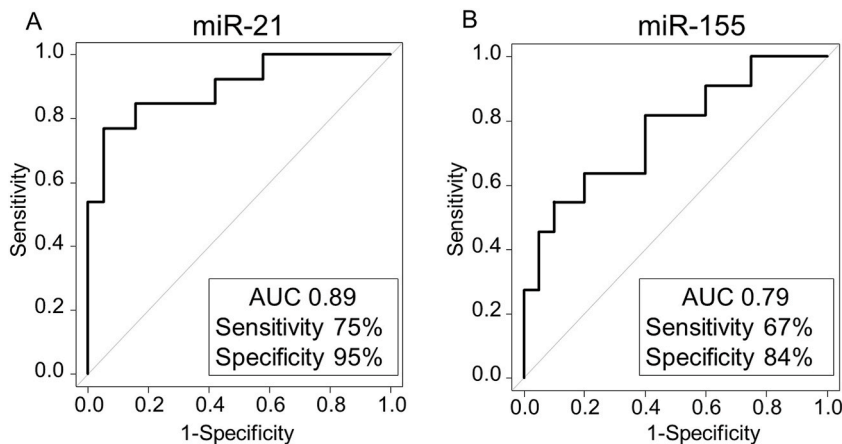 A
miR-21
1.0
0.8
0.6
0.4
0.2
0.0
Sensitivity
AUC 0.89
Sensitivity 75%
Specificity 95%
0.0 0.2 0.4 0.6 0.8 1.0
1-Specificity
B
miR-155
1.0
0.8
0.6
0.4
0.2
0.0
Sensitivity
AUC 0.79
Sensitivity 67%
Specificity 84%
0.0 0.2 0.4 0.6 0.8 1.0
1-Specificity